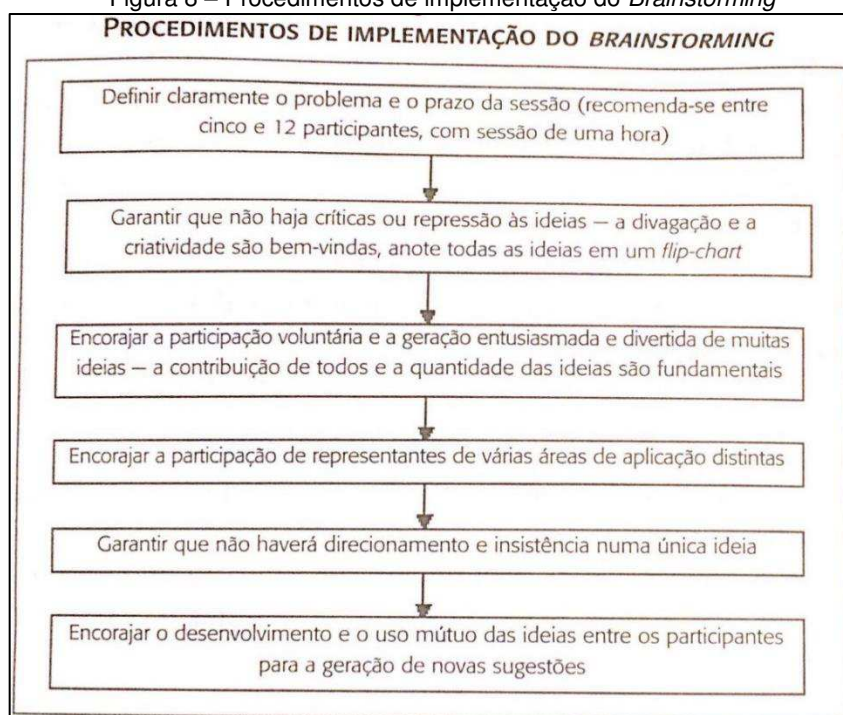 Figura 8 – Procedimentos de implementação do Brainstorming
PROCEDIMENTOS DE IMPLEMENTAÇÃO DO BRAINSTORMING
Definir claramente o problema e o prazo da sessão (recomenda-se entre
cinco e 12 participantes, com sessão de uma hora)
Garantir que não haja críticas ou repressão às ideias — a divagação e a
criatividade são bem-vindas, anote todas as ideias em um flip-chart
Encorajar a participação voluntária e a geração entusiasmada e divertida de muitas
ideias — a contribuição de todos e a quantidade das ideias são fundamentais
Encorajar a participação de representantes de várias áreas de aplicação distintas
Garantir que não haverá direcionamento e insistência numa única ideia
Encorajar o desenvolvimento e o uso mútuo das ideias entre os participantes
para a geração de novas sugestões